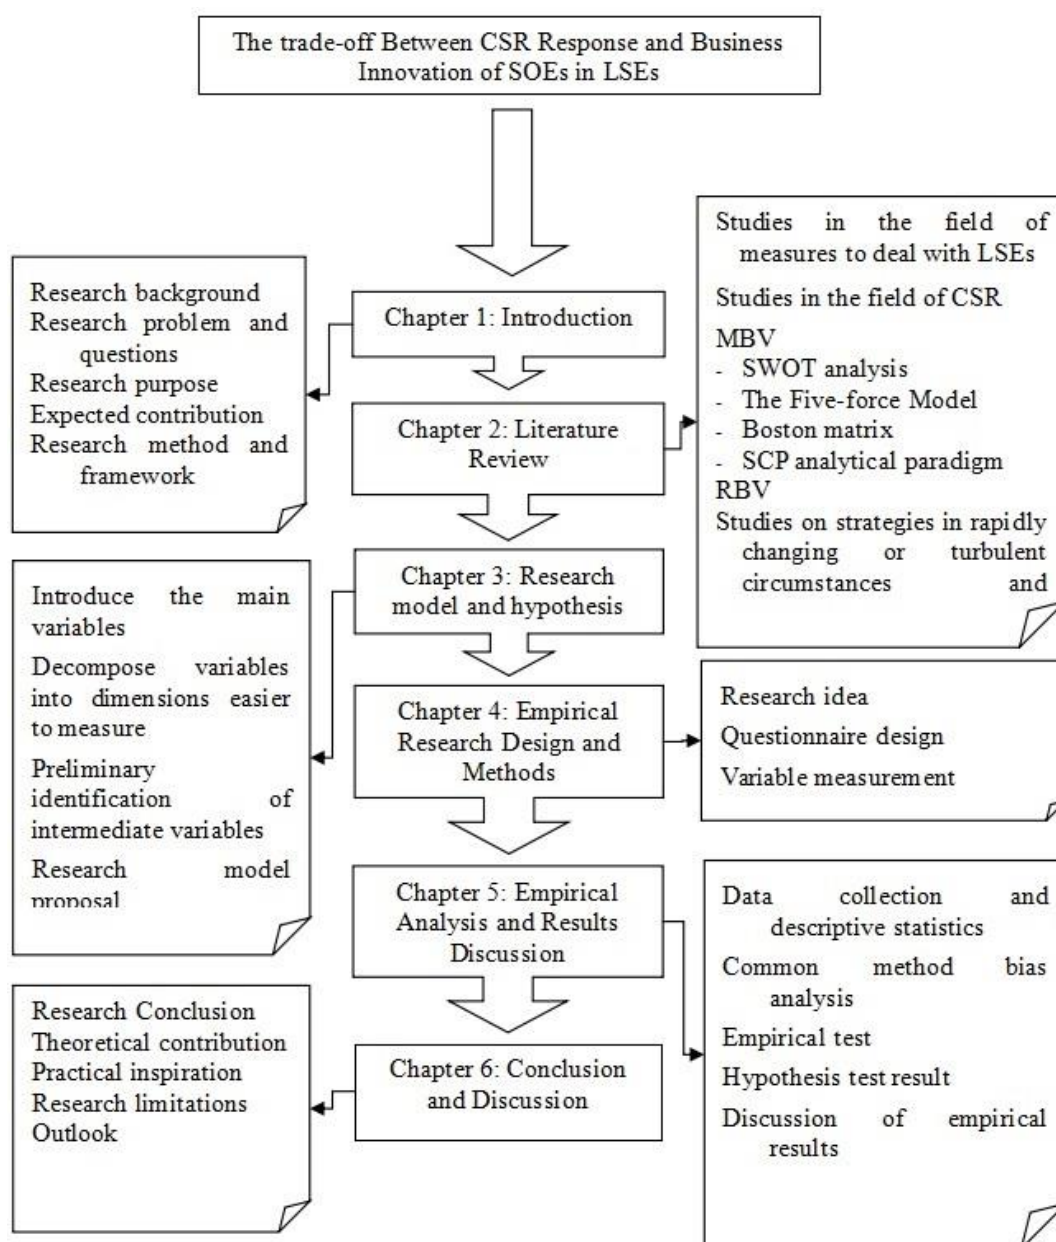 The trade-off Between CSR Response and Business
Innovation of SOEs in LSEs
Chapter 1: Introduction
Research background
Research problem and
questions
Research purpose
Expected contribution
Research method and
framework
Chapter 2: Literature
Review
Studies in the field of
measures to deal with LSEs
Studies in the field of CSR
MBV
- SWOT analysis
- The Five-force Model
- Boston matrix
- SCP analytical paradigm
RBV
Studies on strategies in rapidly
changing or turbulent
circumstances and
Chapter 3: Research
model and hypothesis
Introduce the main
variables
Decompose variables
into dimensions easier
to measure
Preliminary
identification of
intermediate variables
Research model
proposal
Chapter 4: Empirical
Research Design and
Methods
Research idea
Questionnaire design
Variable measurement
Chapter 5: Empirical
Analysis and Results
Discussion
Data collection and
descriptive statistics
Common method bias
analysis
Empirical test
Hypothesis test result
Discussion of empirical
results
Chapter 6: Conclusion
and Discussion
Research Conclusion
Theoretical contribution
Practical inspiration
Research limitations
Outlook